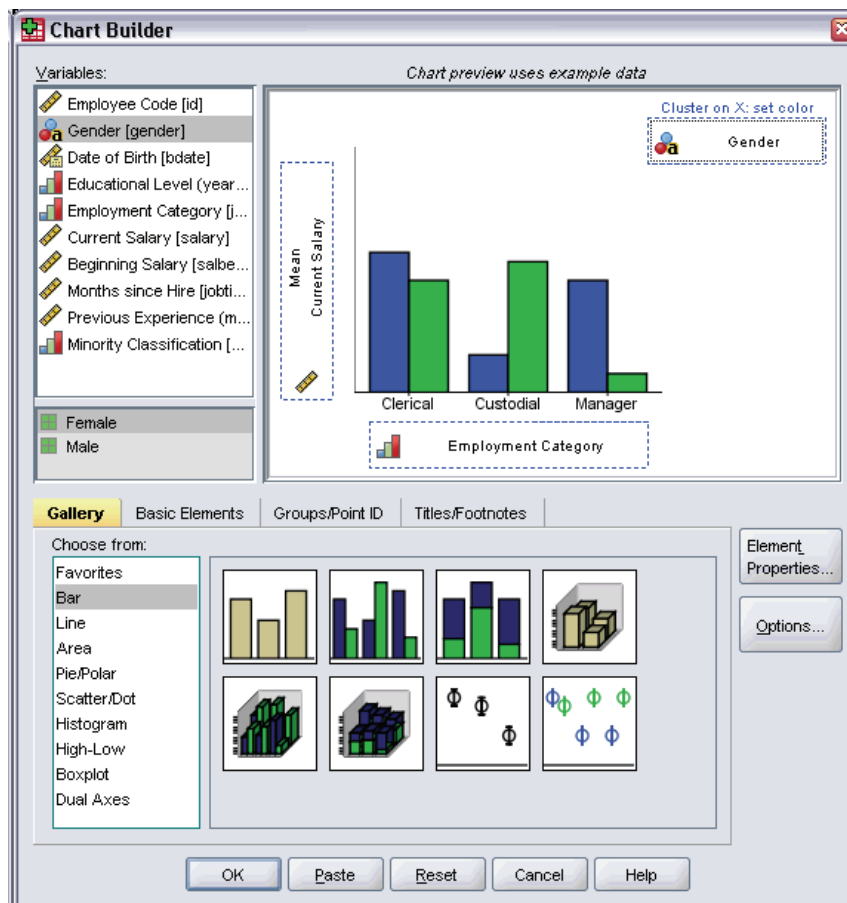 Chart Builder
Variables:
Employee Code [id]
Gender [gender]
Date of Birth [bdate]
Educational Level (year...
Employment Category [j...
Current Salary [salary]
Beginning Salary [salbe...
Months since Hire [jobti...
Previous Experience (m...
Minority Classification [...
Female
Male
Chart preview uses example data
Cluster on X: set color
Gender
Mean
Current Salary
Clerical Custodial Manager
Employment Category
Gallery Basic Elements Groups/Point ID Titles/Footnotes
Choose from:
Favorites
Bar
Line
Area
Pie/Polar
Scatter/Dot
Histogram
High-Low
Boxplot
Dual Axes
Element
Properties...
Options...
OK Paste Reset Cancel Help